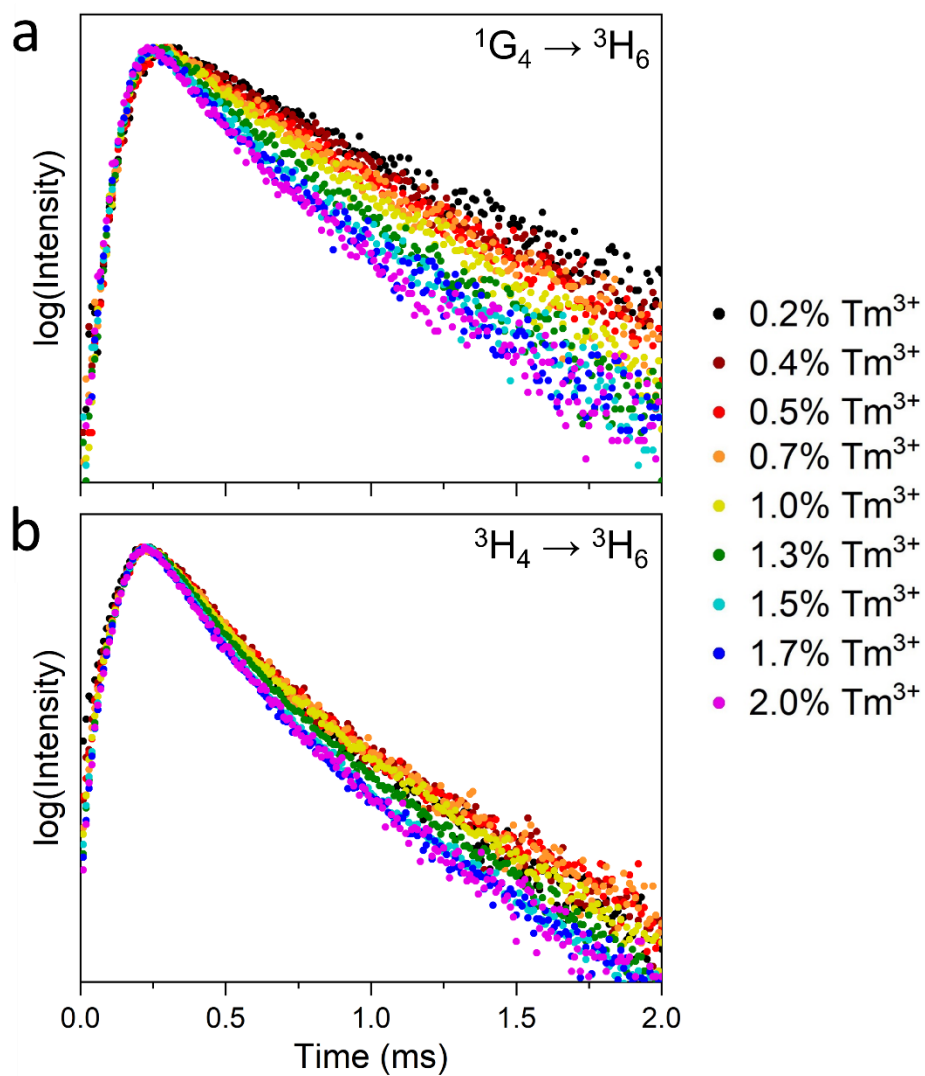 a
¹G₄ → ³H₆
log(Intensity)
b
³H₄ → ³H₆
log(Intensity)
0.0 0.5 1.0 1.5 2.0
Time (ms)
0.2% Tm³⁺
0.4% Tm³⁺
0.5% Tm³⁺
0.7% Tm³⁺
1.0% Tm³⁺
1.3% Tm³⁺
1.5% Tm³⁺
1.7% Tm³⁺
2.0% Tm³⁺